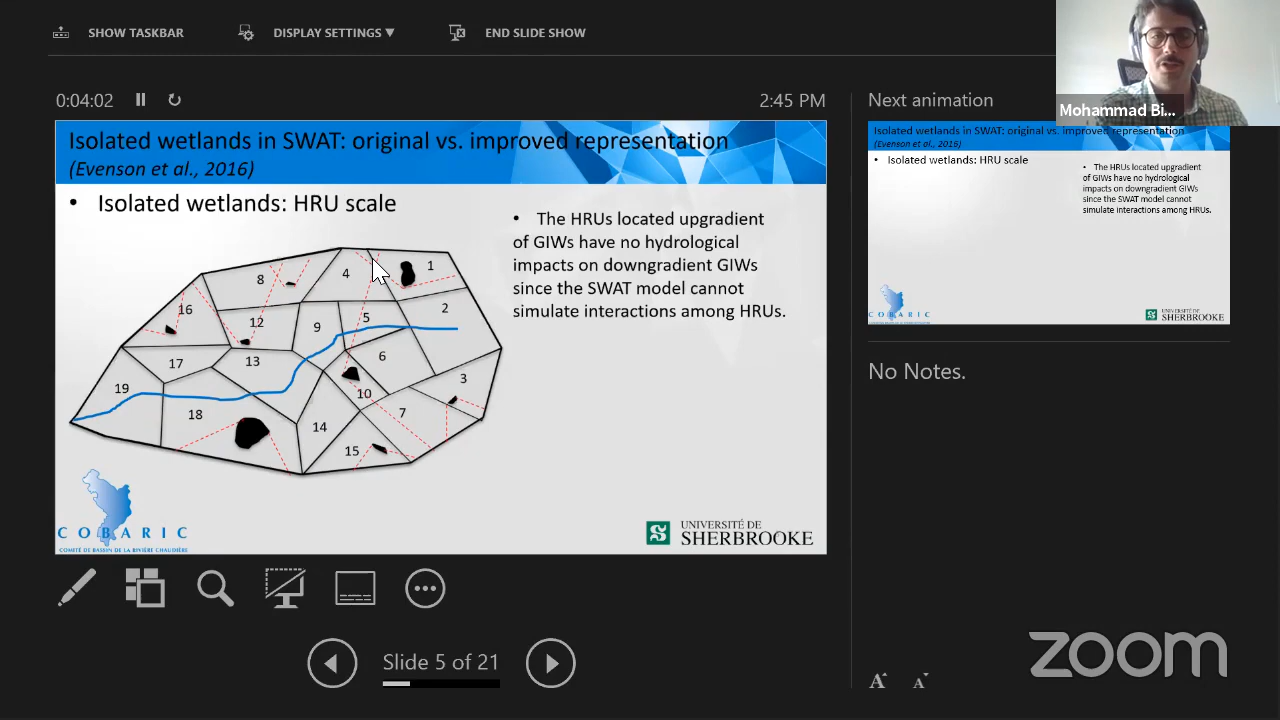 SHOW TASKBAR
DISPLAY SETTINGS ▼
END SLIDE SHOW
0:04:02
2:45 PM
Next animation
Mohammad Bi...
Isolated wetlands in SWAT: original vs. improved representation
(Evenson et al., 2016)
• Isolated wetlands: HRU scale
• The HRUs located upgradient
of GIWs have no hydrological
impacts on downgradient GIWs
since the SWAT model cannot
simulate interactions among HRUs.
8
4
1
16
12
9
5
2
17
13
6
3
19
18
10
7
14
15
COBARIC
COMITÉ DE BASSIN DE LA RIVIÈRE CHAUDIÈRE
S
UNIVERSITÉ DE
SHERBROOKE
Isolated wetlands in SWAT: original vs. improved representation
(Evenson et al., 2016)
• Isolated wetlands: HRU scale
• The HRUs located upgradient
of GIWs have no hydrological
impacts on downgradient GIWs
since the SWAT model cannot
simulate interactions among HRUs.
COBARIC
UNIVERSITÉ DE
SHERBROOKE
No Notes.
Slide 5 of 21
A A
zoom